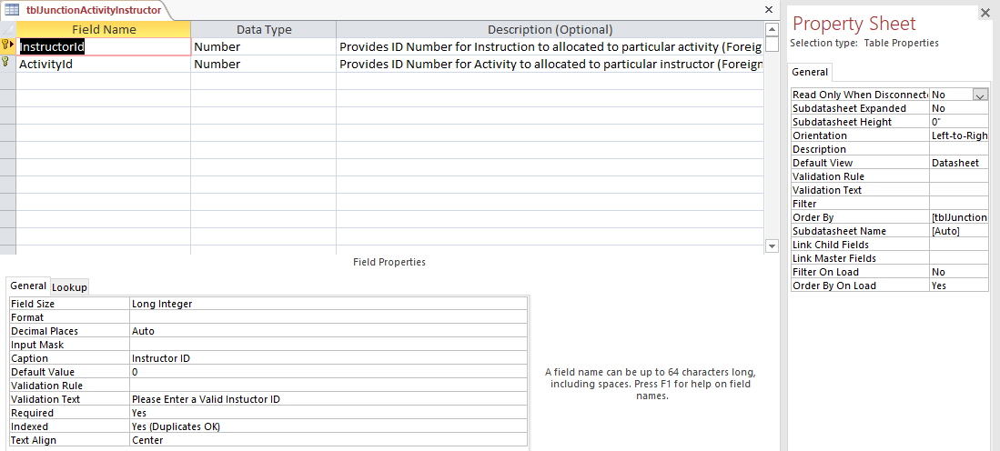 tblJunctionActivityInstructor
Field Name Data Type Description (Optional)
InstructorId Number Provides ID Number for Instruction to allocated to particular activity (Foreig
ActivityId Number Provides ID Number for Activity to allocated to particular instructor (Foreign
Field Properties
General Lookup
Field Size Long Integer
Format
Decimal Places Auto
Input Mask
Caption Instructor ID
Default Value 0
Validation Rule
Validation Text Please Enter a Valid Instuctor ID
Required Yes
Indexed Yes (Duplicates OK)
Text Align Center
A field name can be up to 64 characters long,
including spaces. Press F1 for help on field
names.
Property Sheet
Selection type: Table Properties
General
Read Only When Disconnecte No
Subdatasheet Expanded No
Subdatasheet Height 0"
Orientation Left-to-Righ
Description
Default View Datasheet
Validation Rule
Validation Text
Filter
Order By [tblJunction
Subdatasheet Name [Auto]
Link Child Fields
Link Master Fields
Filter On Load No
Order By On Load Yes